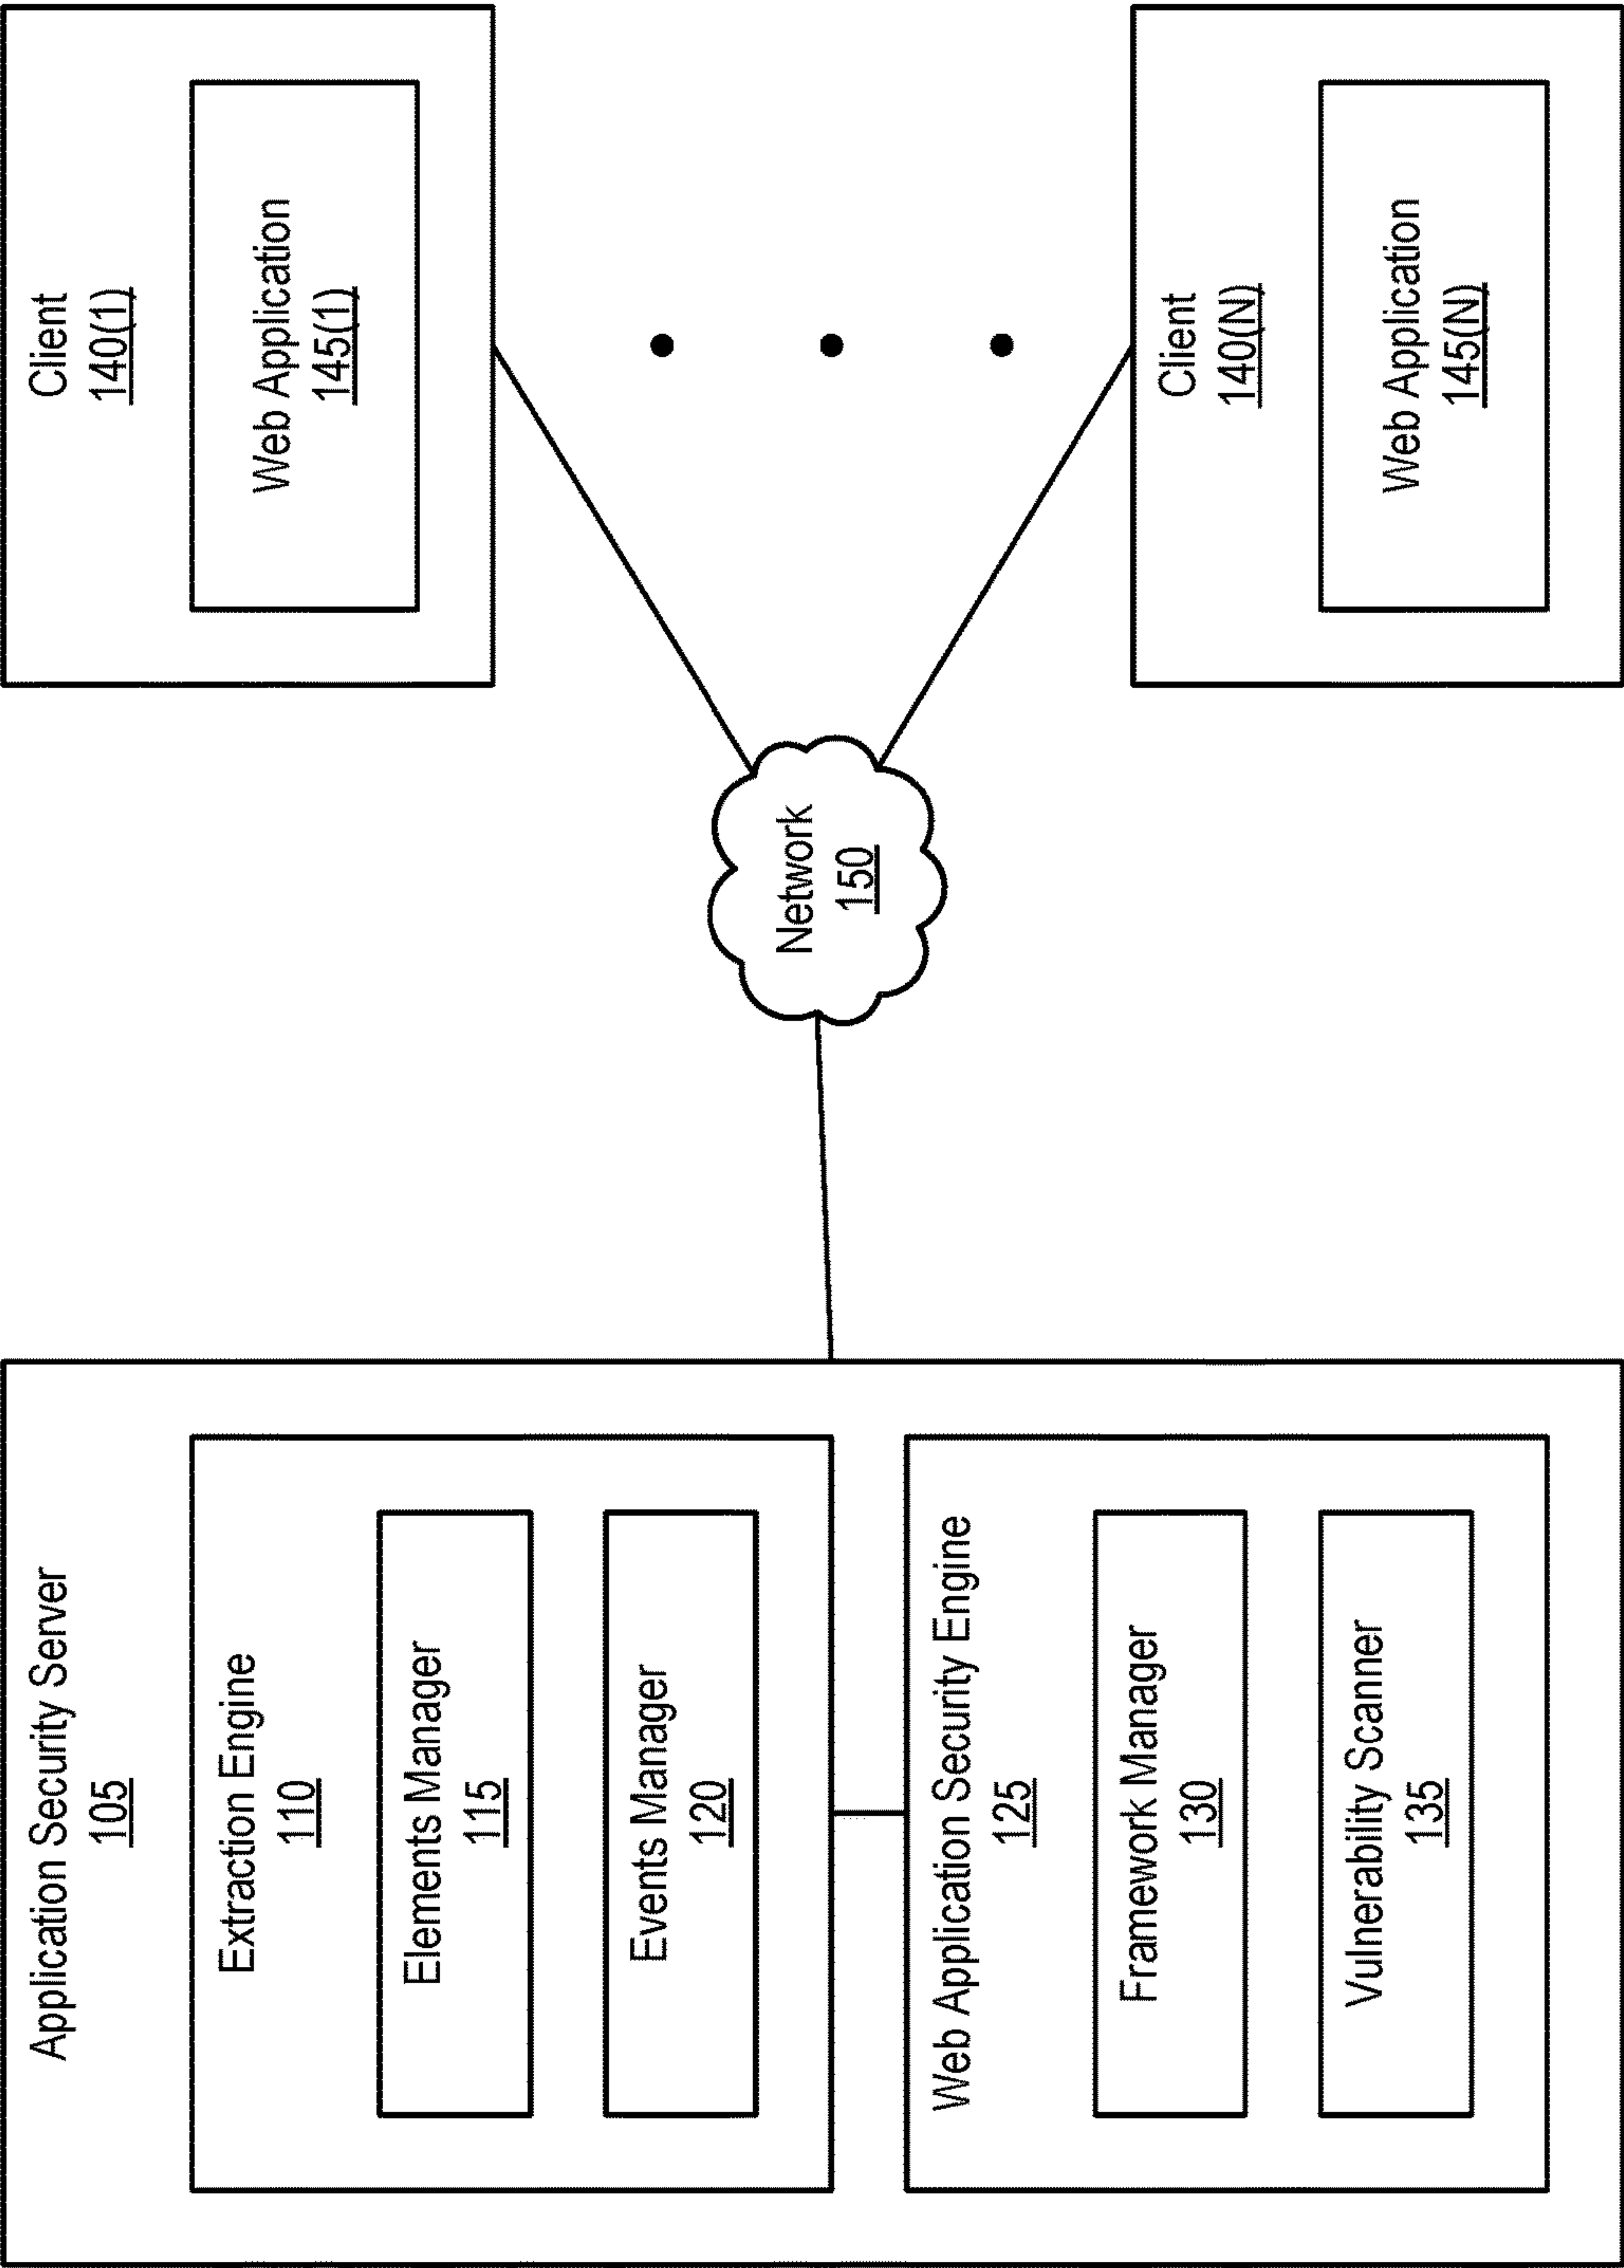 Application Security Server
105
Extraction Engine
110
Elements Manager
115
Events Manager
120
Web Application Security Engine
125
Framework Manager
130
Vulnerability Scanner
135
Network
150
Client
140(1)
Web Application
145(1)
Client
140(N)
Web Application
145(N)